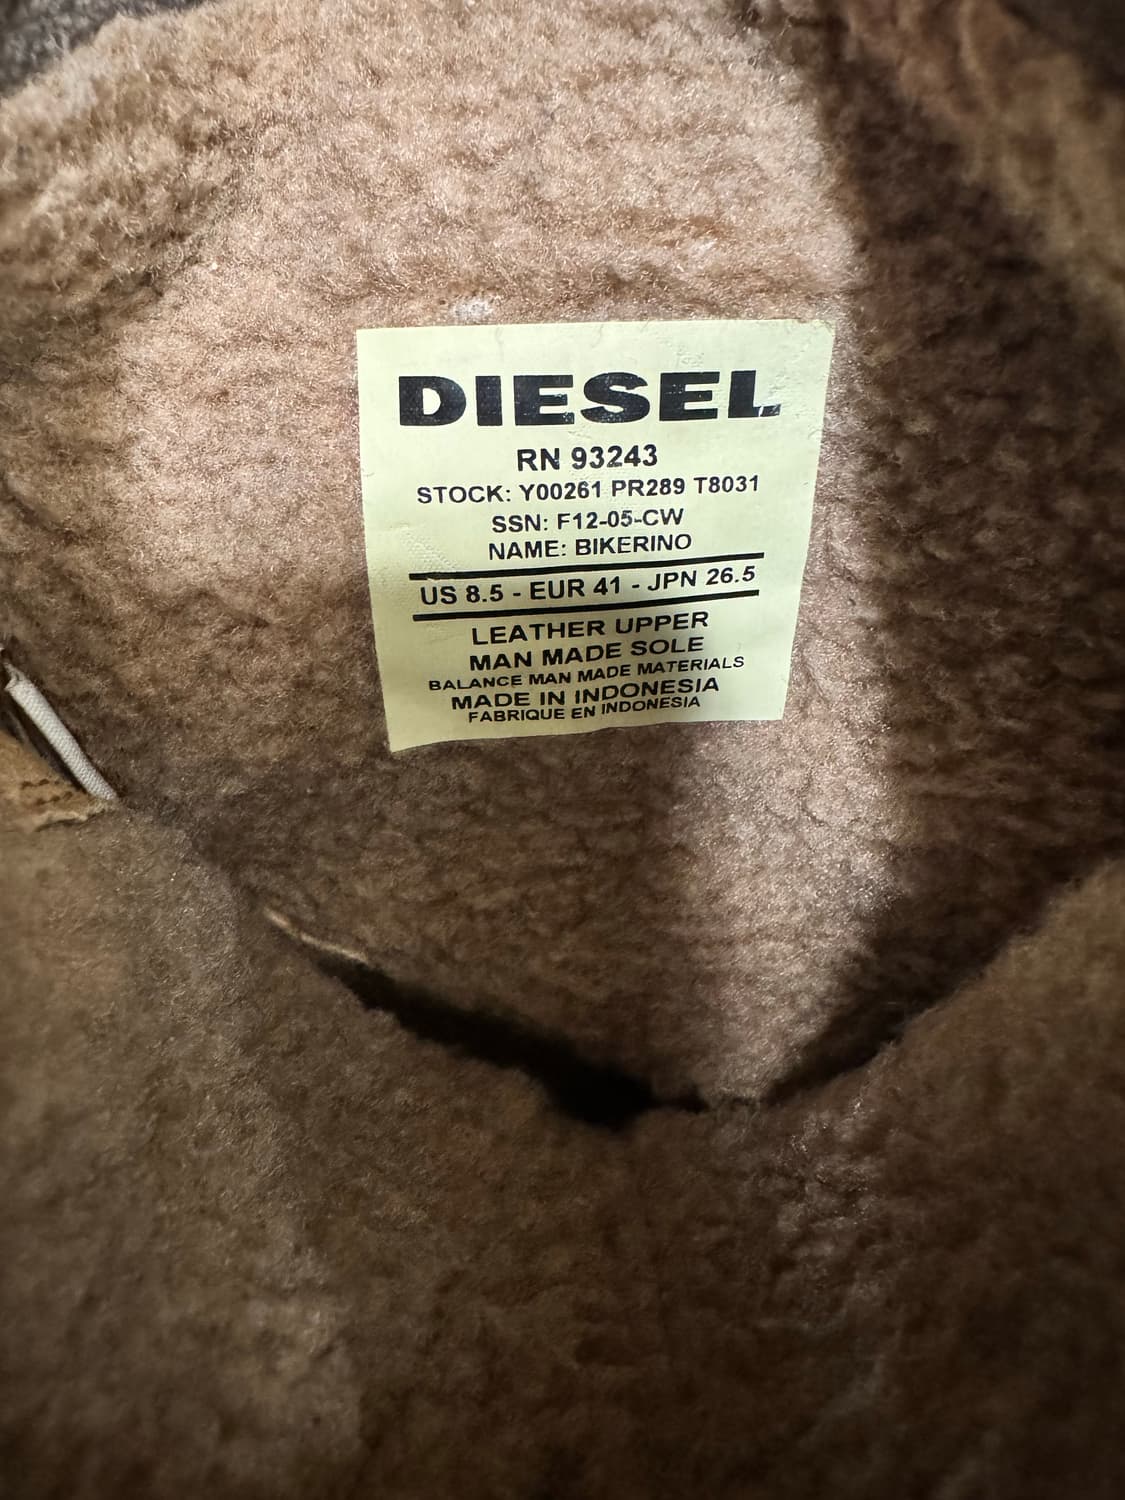 DIESEL
RN 93243
STOCK: Y00261 PR289 T8031
SSN: F12-05-CW
NAME: BIKERINO
US 8.5 - EUR 41 - JPN 26.5
LEATHER UPPER
MAN MADE SOLE
BALANCE MAN MADE MATERIALS
MADE IN INDONESIA
FABRIQUE EN INDONESIA